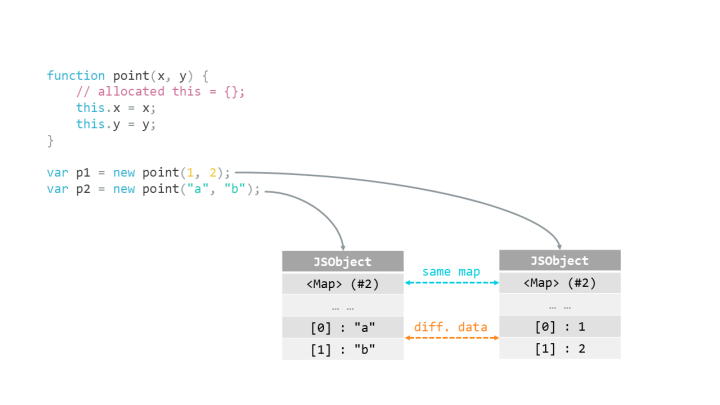 function point(x, y) {
    // allocated this = {};
    this.x = x;
    this.y = y;
}
var p1 = new point(1, 2);
var p2 = new point("a", "b");
JSObject
<Map> (#2)
… …
[0] : "a"
[1] : "b"
same map
diff. data
JSObject
<Map> (#2)
… …
[0] : 1
[1] : 2